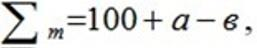 ∑ т=100 + а − в ,